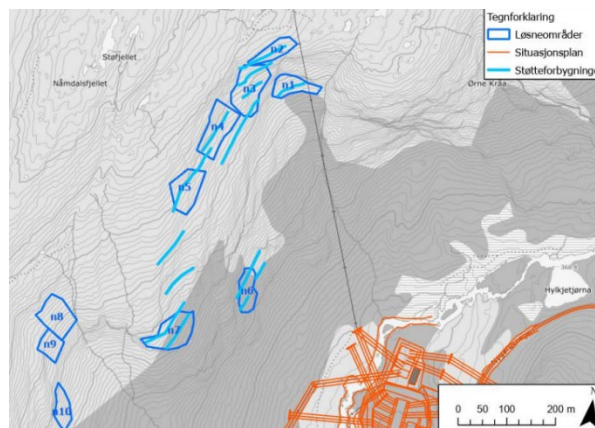 Tegnforklaring
Løsneområder
Situasjonsplan
Støtteforbygninge
Støfjellet
Nåmdalsfjellet
Ørne Kråa
n2
n1
n3
n4
n5
n6
Hylkjetjørna
n7
n8
n9
n10
N
0 50 100 200 m